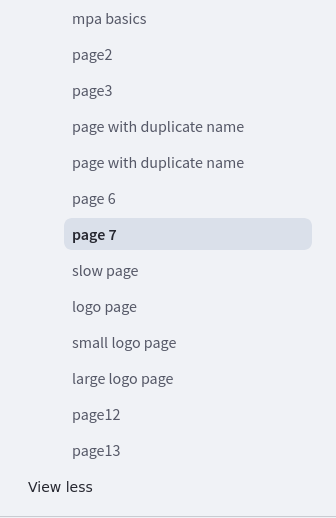 mpa basics
page2
page3
page with duplicate name
page with duplicate name
page 6
page 7
slow page
logo page
small logo page
large logo page
page12
page13
View less